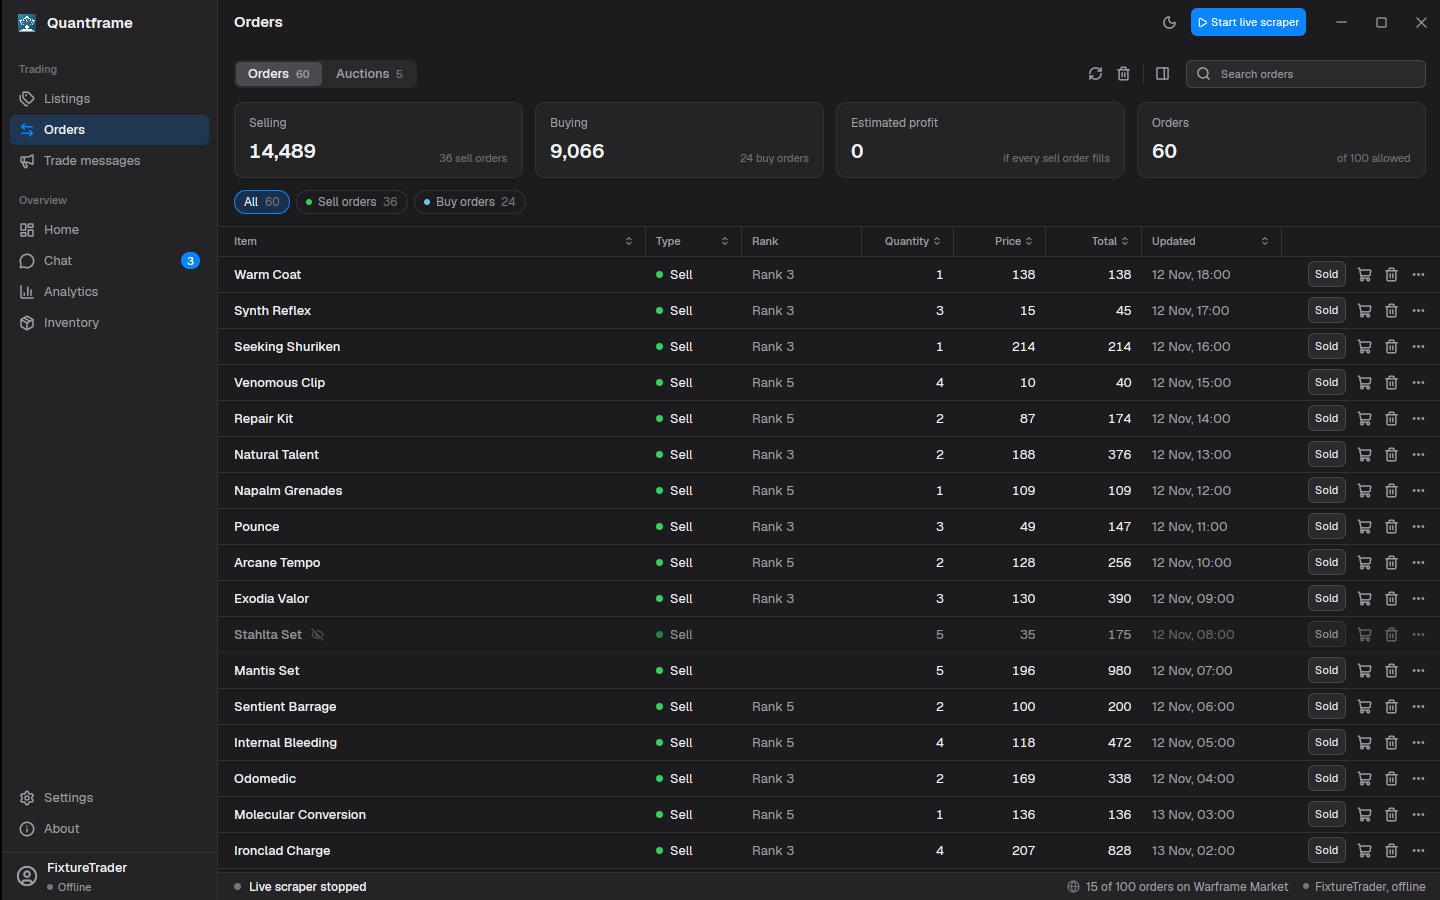 Quantframe
Orders
Start live scraper
Trading
Listings
Orders
Trade messages
Overview
Home
Chat 3
Analytics
Inventory
Settings
About
FixtureTrader
Offline
Orders 60 Auctions 5
Search orders
Selling
14,489 36 sell orders
Buying
9,066 24 buy orders
Estimated profit
0 if every sell order fills
Orders
60 of 100 allowed
All 60 Sell orders 36 Buy orders 24
Item Type Rank Quantity Price Total Updated
Warm Coat Sell Rank 3 1 138 138 12 Nov, 18:00 Sold
Synth Reflex Sell Rank 3 3 15 45 12 Nov, 17:00 Sold
Seeking Shuriken Sell Rank 3 1 214 214 12 Nov, 16:00 Sold
Venomous Clip Sell Rank 5 4 10 40 12 Nov, 15:00 Sold
Repair Kit Sell Rank 5 2 87 174 12 Nov, 14:00 Sold
Natural Talent Sell Rank 3 2 188 376 12 Nov, 13:00 Sold
Napalm Grenades Sell Rank 5 1 109 109 12 Nov, 12:00 Sold
Pounce Sell Rank 3 3 49 147 12 Nov, 11:00 Sold
Arcane Tempo Sell Rank 5 2 128 256 12 Nov, 10:00 Sold
Exodia Valor Sell Rank 3 3 130 390 12 Nov, 09:00 Sold
Stahlta Set Sell 5 35 175 12 Nov, 08:00 Sold
Mantis Set Sell 5 196 980 12 Nov, 07:00 Sold
Sentient Barrage Sell Rank 5 2 100 200 12 Nov, 06:00 Sold
Internal Bleeding Sell Rank 5 4 118 472 12 Nov, 05:00 Sold
Odomedic Sell Rank 3 2 169 338 12 Nov, 04:00 Sold
Molecular Conversion Sell Rank 5 1 136 136 13 Nov, 03:00 Sold
Ironclad Charge Sell Rank 3 4 207 828 13 Nov, 02:00 Sold
Live scraper stopped 15 of 100 orders on Warframe Market FixtureTrader, offline